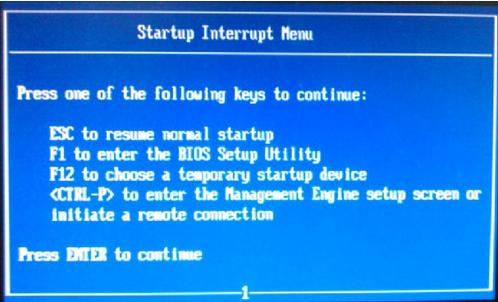 Startup Interrupt Menu
Press one of the following keys to continue:
ESC to resume normal startup
F1 to enter the BIOS Setup Utility
F12 to choose a temporary startup device
<CTRL-P> to enter the Management Engine setup screen or
initiate a remote connection
Press ENTER to continue
1